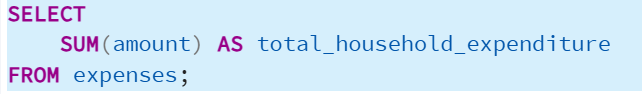 SELECT
    SUM(amount) AS total_household_expenditure
FROM expenses;